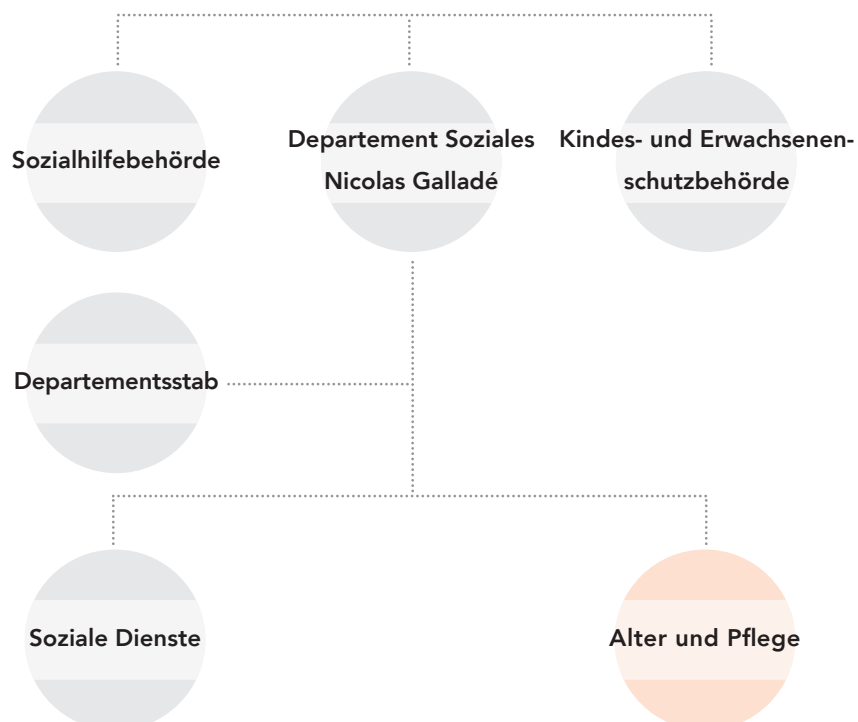 Sozialhilfebehörde
Departement Soziales
Nicolas Galladé
Kindes- und Erwachsenen-
schutzbehörde
Departementsstab
Soziale Dienste
Alter und Pflege